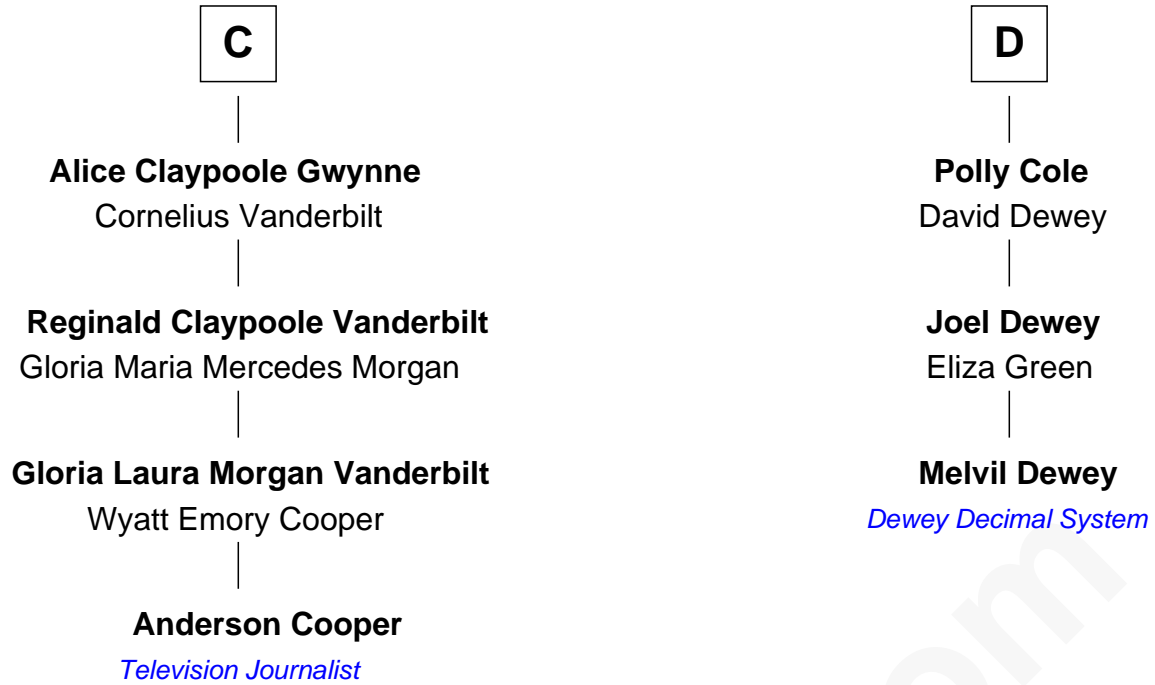 C
Alice Claypoole Gwynne
Cornelius Vanderbilt
Reginald Claypoole Vanderbilt
Gloria Maria Mercedes Morgan
Gloria Laura Morgan Vanderbilt
Wyatt Emory Cooper
Anderson Cooper
Television Journalist
D
Polly Cole
David Dewey
Joel Dewey
Eliza Green
Melvil Dewey
Dewey Decimal System
om